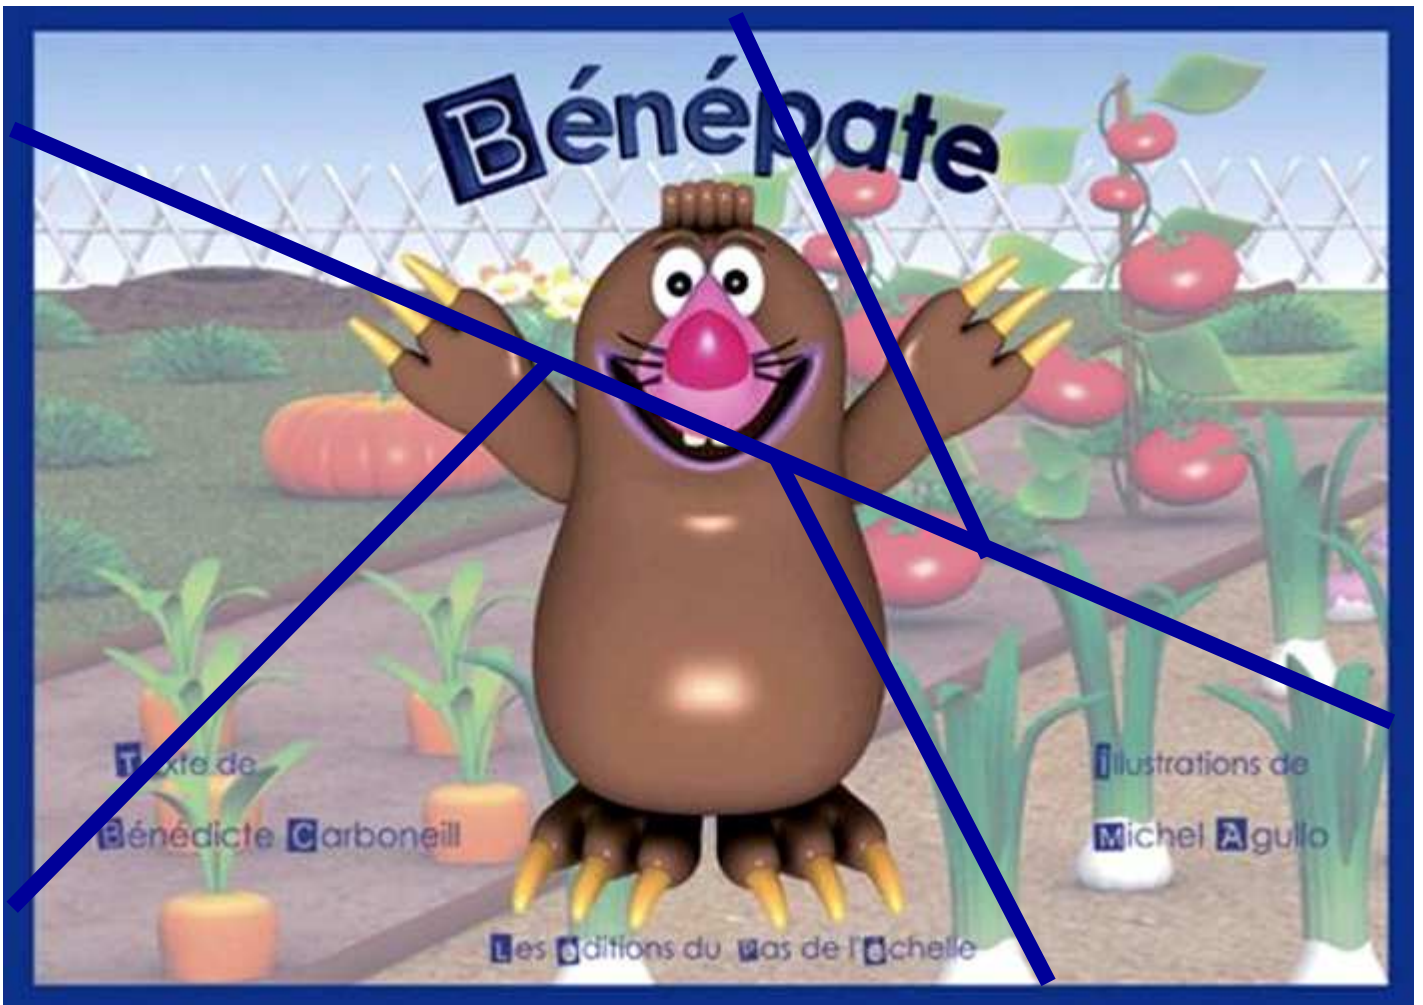 Bénépate
Texte de
Bénédicte Carboneill
illustrations de
Michel Agullo
Les éditions du Pas de l'échelle